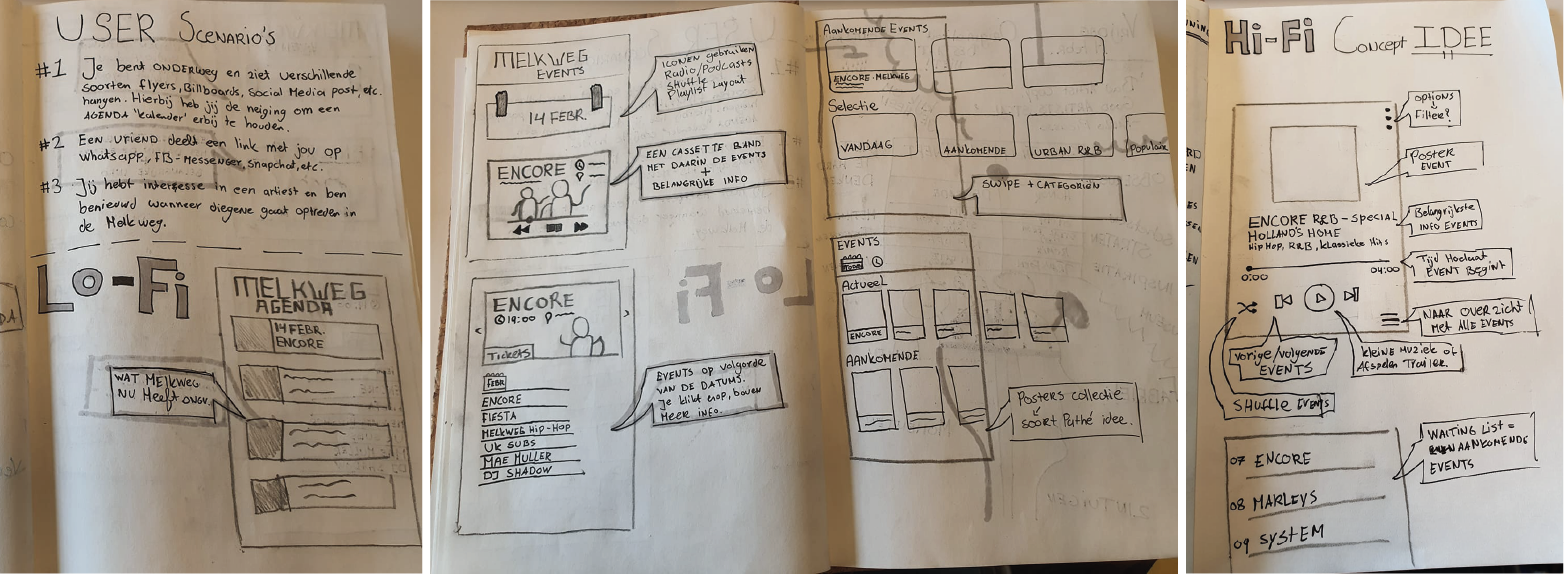 USER Scenario's
#1 Je bent ONDERweg en ziet verschillende
soorten flyers, Billboards, Social Media post, etc.
hangen. Hierbij heb jij de neiging om een
AGENDA 'kalender' erbij te houden.
#2 EEN VRIEND deelt een link met jou op
Whatsapp, FB-Messenger, snapchat, etc.
#3 Jij hebt interesse in een artiest en ben
benieuwd wanneer diegene gaat optreden in
de Melkweg.
Lo-Fi
MELKWEG
AGENDA
14 FEBR.
ENCORE
WAT Melkweg
NU Heeft ongv.
MELKWEG
EVENTS
14 FEBR.
ICONEN gebruiken
Radio/Podcasts
Shuffle
Playlist Layout
ENCORE
EEN CASSETTE BAND
MET DAARIN DE EVENTS
+
BELANGRIJKE INFO
ENCORE
19:00
TICKETS
FEBR
ENCORE
FIESTA
MELKWEG HIP-HOP
UK SUBS
MAE MULLER
DJ SHADOW
EVENTS op volgorde
VAN DE DATUMS.
Je klikt erop, boven
MEER INFO.
Aankomende Events
ENCORE-MELKWEG
Selectie
VANDAAG
AANKOMENDE
URBAN R&B
Populair
SWIPE + CATEGORIËN
EVENTS
Actueel
ENCORE
AANKOMENDE
Posters collectie
soort Pathé idee.
Hi-Fi Concept IDEE
OPTIONS
Filter?
Poster
EVENT
ENCORE R&B-SPECIAL
HOLLAND'S HOME
Hip Hop, R&B, klassieke Hits
Belangrijkste
INFO EVENTS
0:00
04:00
Tijd Hoelaat
EVENT BEGINT
NAAR OVERZICHT
Met ALLE EVENTS
Vorige/volgende
EVENTS
kleine Muziek of
Afspelen Trailer.
SHuffle Events
07 ENCORE
08 MARLEYS
09 SYSTEM
WAITING LIST =
AANKOMENDE
EVENTS